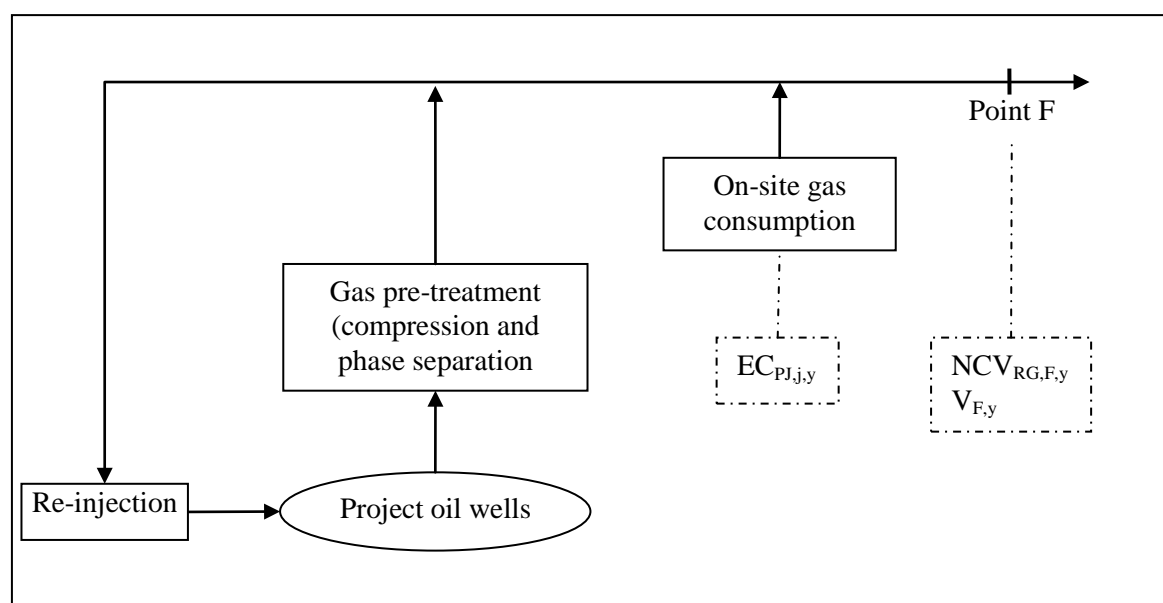 Point F
On-site gas
consumption
Gas pre-treatment
(compression and
phase separation
EC_PJ,j,y
NCV_RG,F,y
V_F,y
Re-injection
Project oil wells